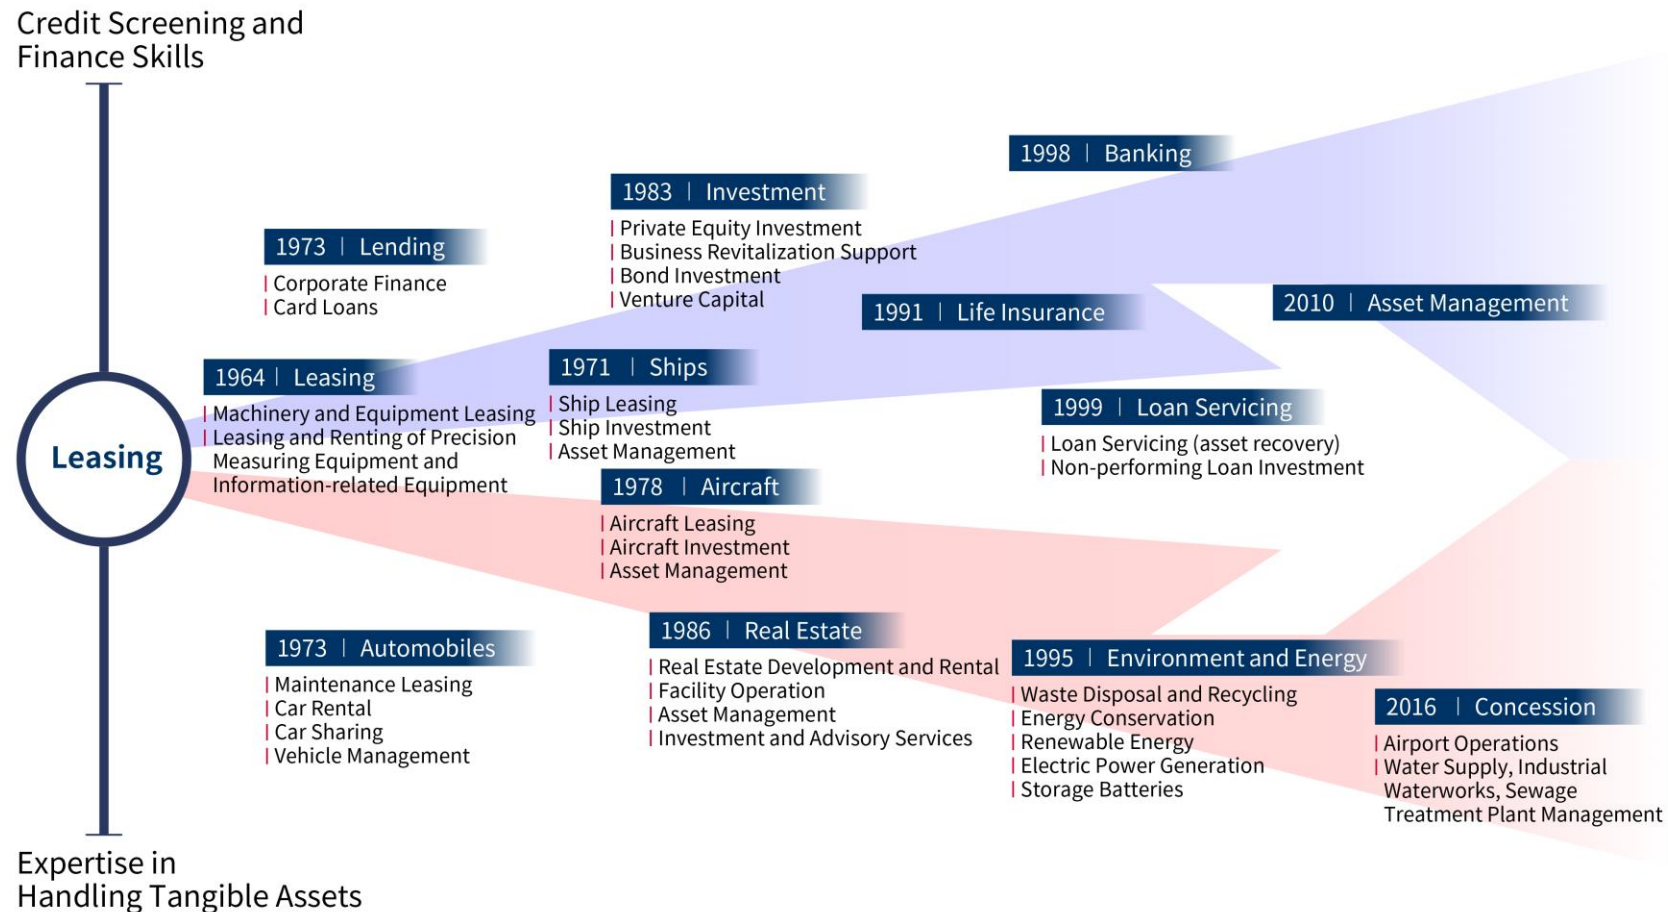 Credit Screening and
Finance Skills
1998 | Banking
1983 | Investment
Private Equity Investment
Business Revitalization Support
Bond Investment
Venture Capital
1973 | Lending
Corporate Finance
Card Loans
1991 | Life Insurance
2010 | Asset Management
1964 | Leasing
Machinery and Equipment Leasing
Leasing and Renting of Precision
Measuring Equipment and
Information-related Equipment
1971 | Ships
Ship Leasing
Ship Investment
Asset Management
1999 | Loan Servicing
Loan Servicing (asset recovery)
Non-performing Loan Investment
Leasing
1978 | Aircraft
Aircraft Leasing
Aircraft Investment
Asset Management
1973 | Automobiles
Maintenance Leasing
Car Rental
Car Sharing
Vehicle Management
1986 | Real Estate
Real Estate Development and Rental
Facility Operation
Asset Management
Investment and Advisory Services
1995 | Environment and Energy
Waste Disposal and Recycling
Energy Conservation
Renewable Energy
Electric Power Generation
Storage Batteries
2016 | Concession
Airport Operations
Water Supply, Industrial
Waterworks, Sewage
Treatment Plant Management
Expertise in
Handling Tangible Assets